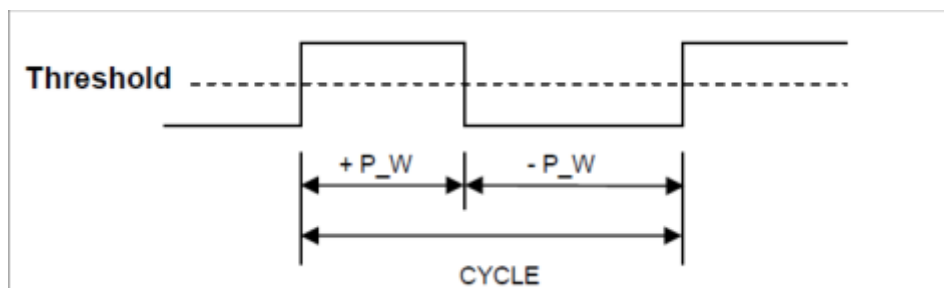 Threshold
+ P_W
- P_W
CYCLE